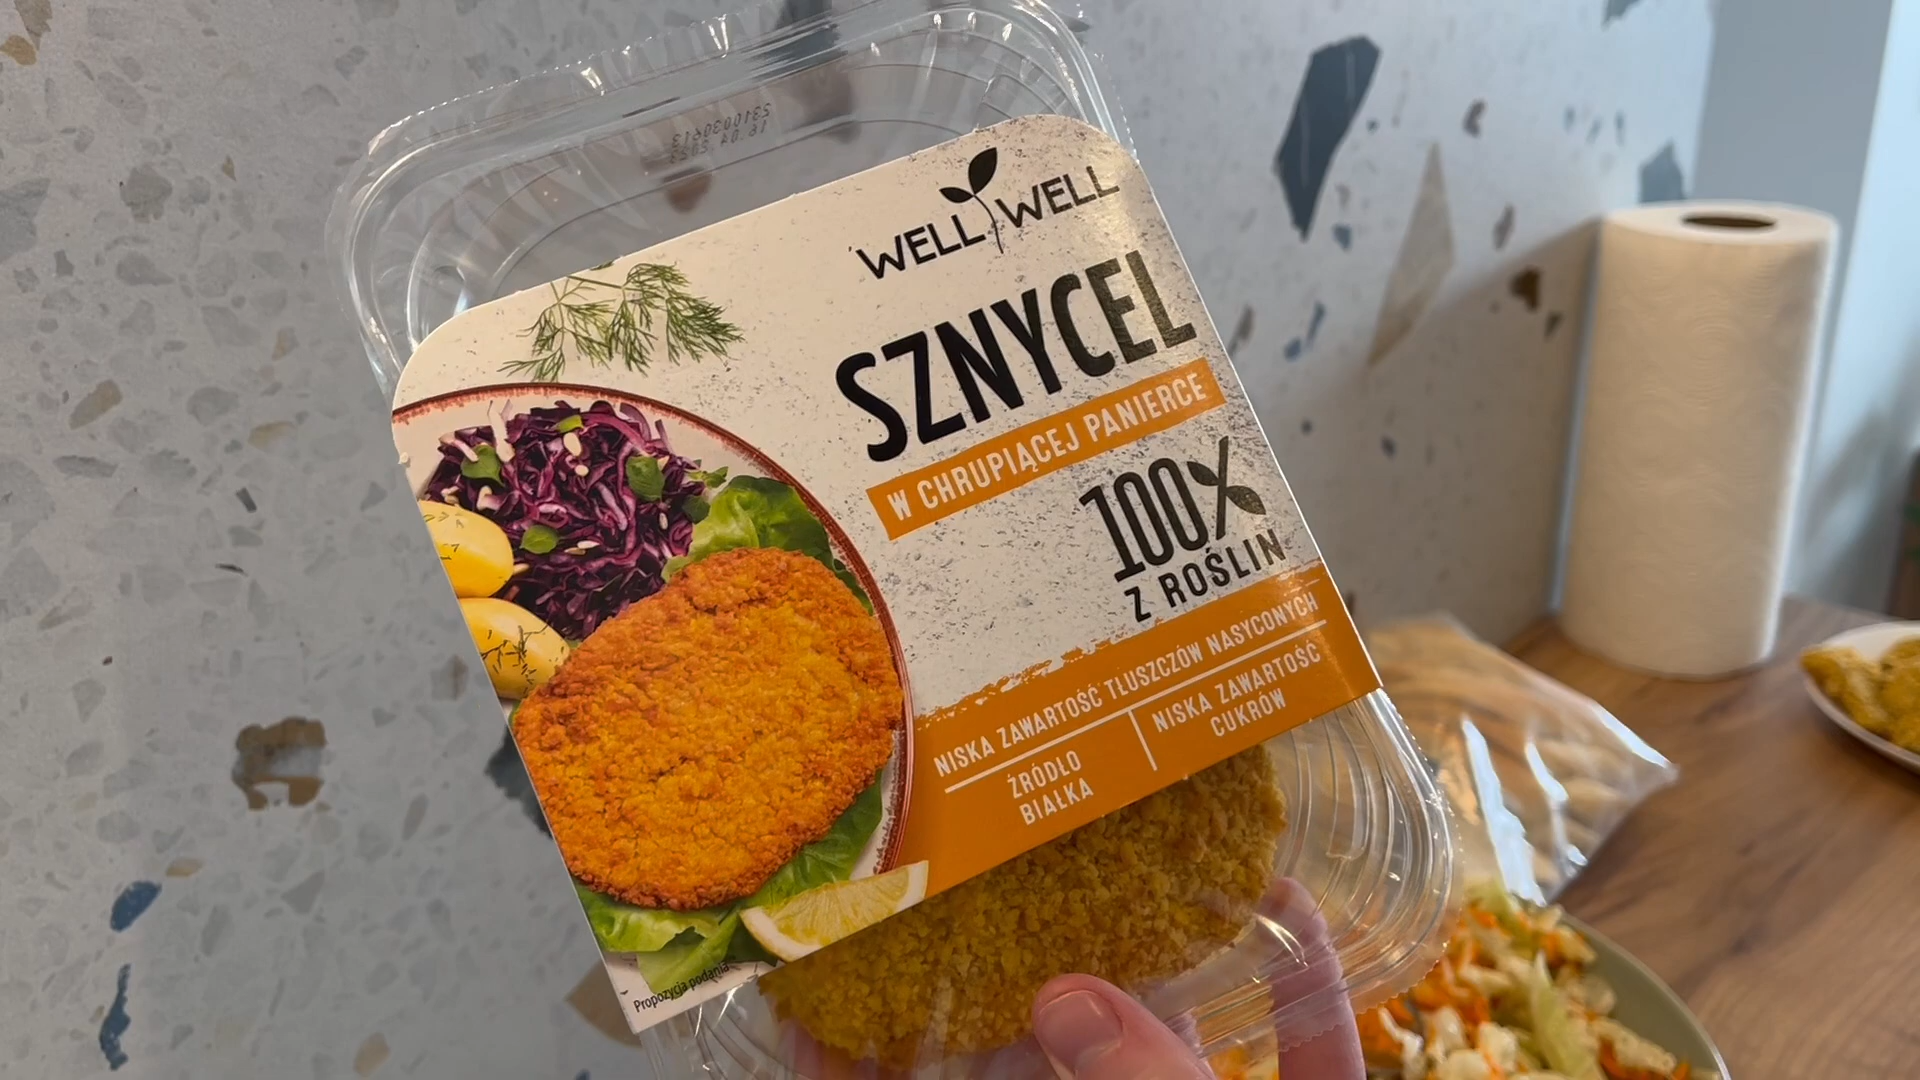 WELL WELL
SZNYCEL
W CHRUPIĄCEJ PANIERCE
100%
Z ROŚLIN
NISKA ZAWARTOŚĆ TŁUSZCZÓW NASYCONYCH
ŹRÓDŁO
BIAŁKA
NISKA ZAWARTOŚĆ
CUKRÓW
Propozycja podania